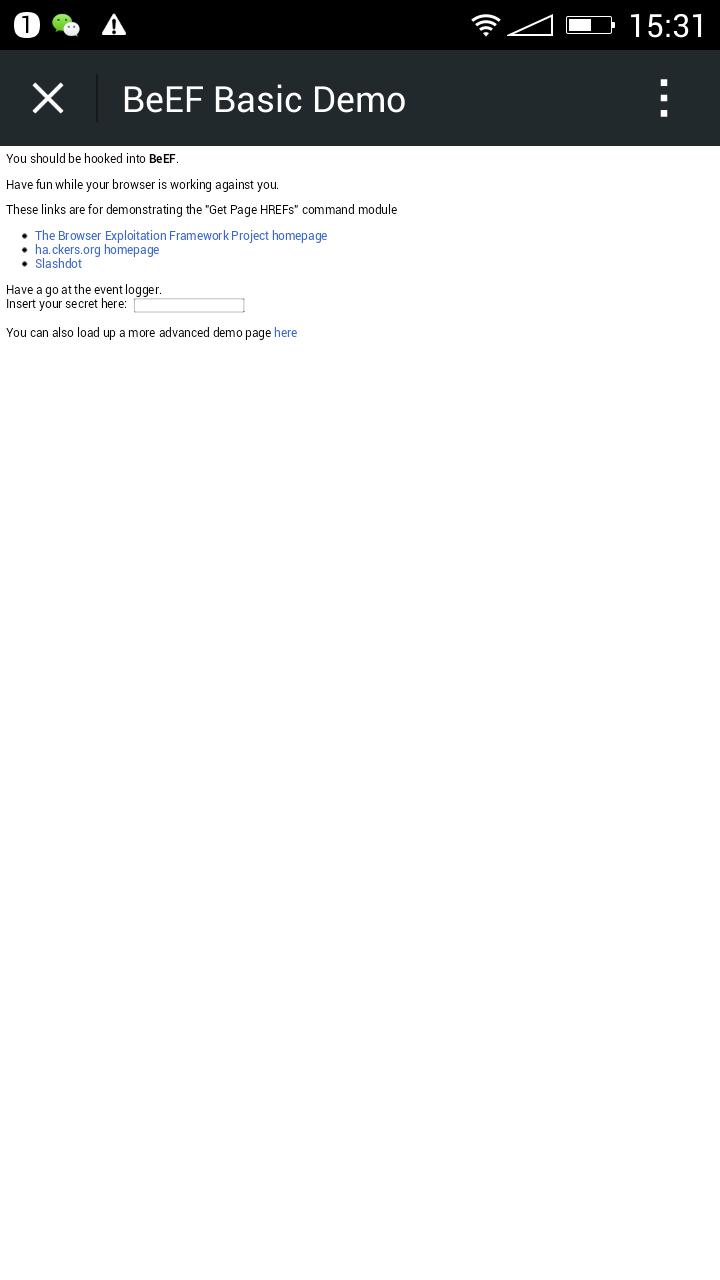 1
15:31
BeEF Basic Demo
You should be hooked into BeEF.
Have fun while your browser is working against you.
These links are for demonstrating the "Get Page HREFs" command module
The Browser Exploitation Framework Project homepage
ha.ckers.org homepage
Slashdot
Have a go at the event logger.
Insert your secret here:
You can also load up a more advanced demo page here